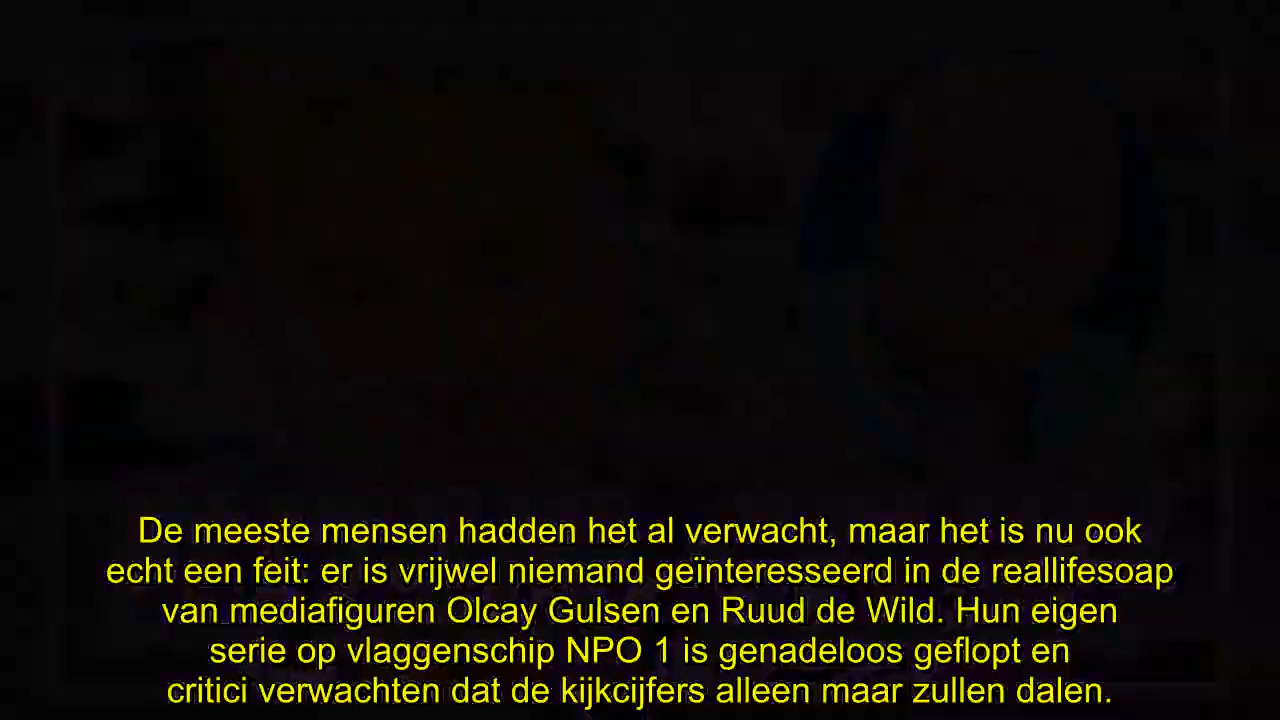 De meeste mensen hadden het al verwacht, maar het is nu ook
echt een feit: er is vrijwel niemand geïnteresseerd in de reallifesoap
van mediafiguren Olcay Gulsen en Ruud de Wild. Hun eigen
serie op vlaggenschip NPO 1 is genadeloos geflopt en
critici verwachten dat de kijkcijfers alleen maar zullen dalen.